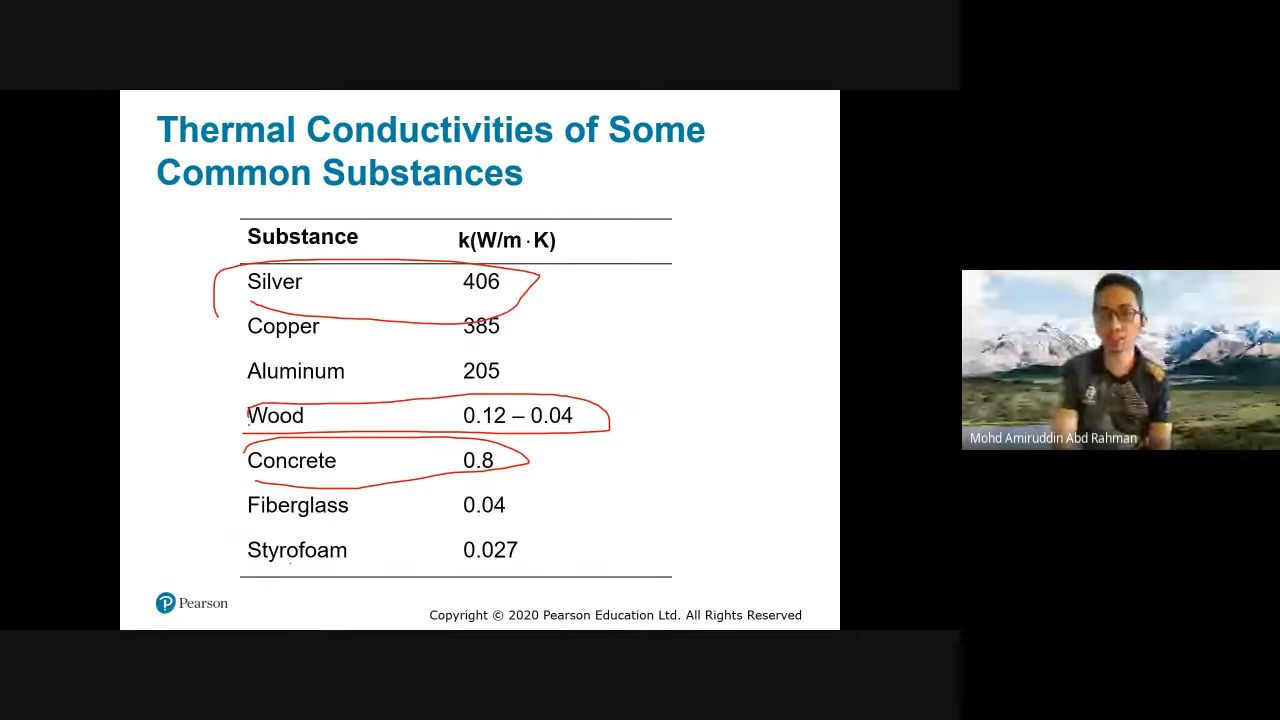 Thermal Conductivities of Some
Common Substances
Substance k(W/m · K)
Silver 406
Copper 385
Aluminum 205
Wood 0.12 – 0.04
Concrete 0.8
Fiberglass 0.04
Styrofoam 0.027
P Pearson
Copyright © 2020 Pearson Education Ltd. All Rights Reserved
Mohd Amiruddin Abd Rahman